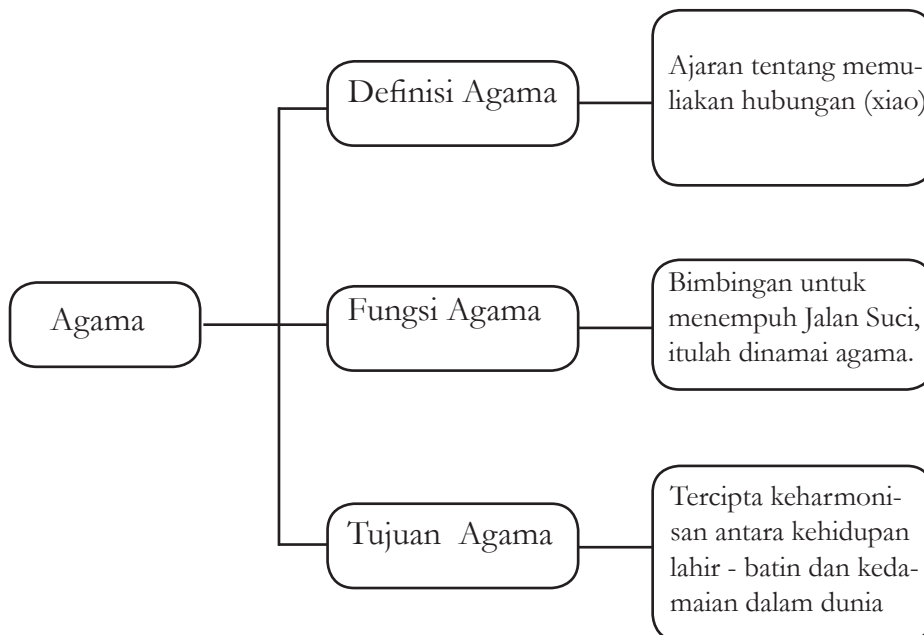 Definisi Agama
Ajaran tentang memu-
liakan hubungan (xiao)
Agama
Fungsi Agama
Bimbingan untuk
menempuh Jalan Suci,
itulah dinamai agama.
Tujuan Agama
Tercipta keharmoni-
san antara kehidupan
lahir - batin dan keda-
maian dalam dunia